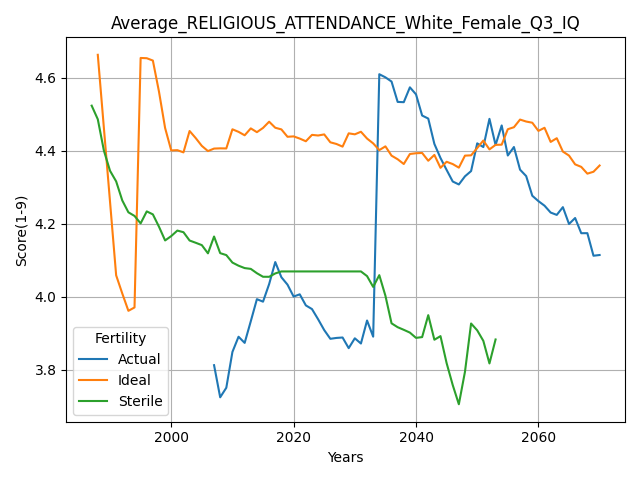 Average_RELIGIOUS_ATTENDANCE_White_Female_Q3_IQ
Score(1-9)
4.6
4.4
4.2
4.0
3.8
Fertility
Actual
Ideal
Sterile
2000
2020
2040
2060
Years